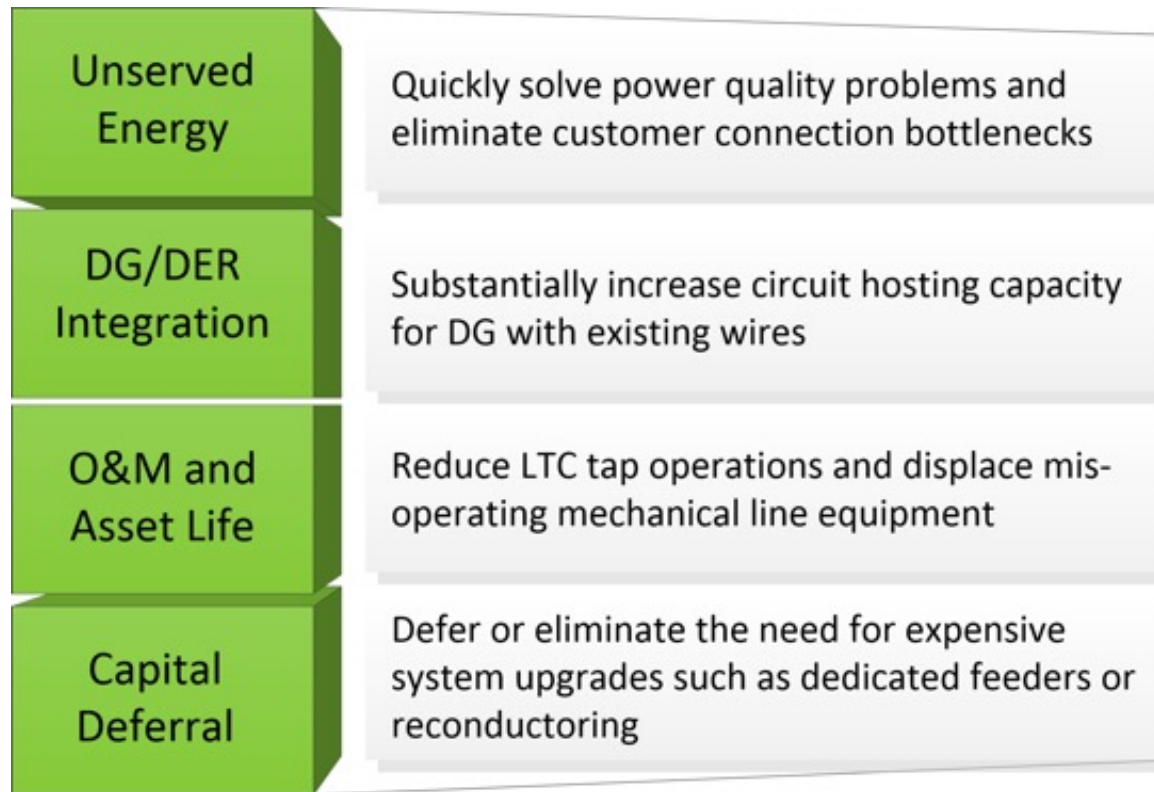 Unserved
Energy
Quickly solve power quality problems and
eliminate customer connection bottlenecks
DG/DER
Integration
Substantially increase circuit hosting capacity
for DG with existing wires
O&M and
Asset Life
Reduce LTC tap operations and displace mis-
operating mechanical line equipment
Capital
Deferral
Defer or eliminate the need for expensive
system upgrades such as dedicated feeders or
reconductoring